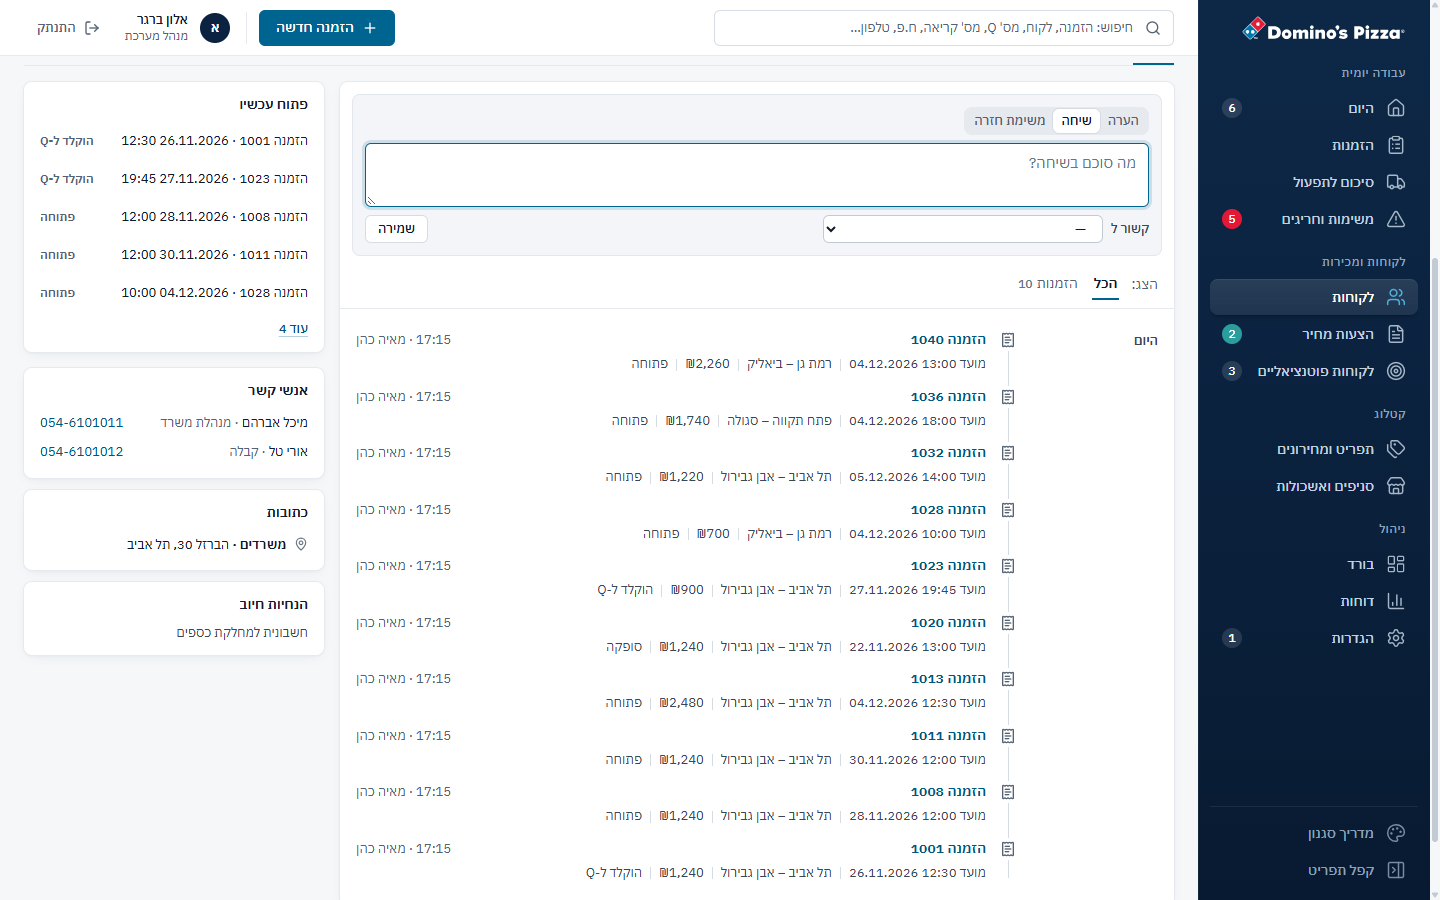 Domino's Pizza
עבודה יומית
היום 6
הזמנות
סיכום לתפעול
משימות וחריגים 5
לקוחות ומכירות
לקוחות
הצעות מחיר 2
לקוחות פוטנציאליים 3
קטלוג
תפריט ומחירונים
סניפים ואשכולות
ניהול
בורד
דוחות
הגדרות 1
מדריך סגנון
קפל תפריט
חיפוש: הזמנה, לקוח, מס' Q, מס' קריאה, ח.פ, טלפון...
הזמנה חדשה
א
אלון ברגר
מנהל מערכת
התנתק
הערה שיחה משימת חזרה
מה סוכם בשיחה?
קשור ל — שמירה
הצג: הכל הזמנות 10
היום
הזמנה 1040 17:15 · מאיה כהן
מועד 04.12.2026 13:00 | רמת גן – ביאליק | ₪2,260 | פתוחה
הזמנה 1036 17:15 · מאיה כהן
מועד 04.12.2026 18:00 | פתח תקווה – סגולה | ₪1,740 | פתוחה
הזמנה 1032 17:15 · מאיה כהן
מועד 05.12.2026 14:00 | תל אביב – אבן גבירול | ₪1,220 | פתוחה
הזמנה 1028 17:15 · מאיה כהן
מועד 04.12.2026 10:00 | רמת גן – ביאליק | ₪700 | פתוחה
הזמנה 1023 17:15 · מאיה כהן
מועד 27.11.2026 19:45 | תל אביב – אבן גבירול | ₪900 | הוקלד ל-Q
הזמנה 1020 17:15 · מאיה כהן
מועד 22.11.2026 13:00 | תל אביב – אבן גבירול | ₪1,240 | סופקה
הזמנה 1013 17:15 · מאיה כהן
מועד 04.12.2026 12:30 | תל אביב – אבן גבירול | ₪2,480 | פתוחה
הזמנה 1011 17:15 · מאיה כהן
מועד 30.11.2026 12:00 | תל אביב – אבן גבירול | ₪1,240 | פתוחה
הזמנה 1008 17:15 · מאיה כהן
מועד 28.11.2026 12:00 | תל אביב – אבן גבירול | ₪1,240 | פתוחה
הזמנה 1001 17:15 · מאיה כהן
מועד 26.11.2026 12:30 | תל אביב – אבן גבירול | ₪1,240 | הוקלד ל-Q
פתוח עכשיו
הזמנה 1001 · 26.11.2026 12:30 הוקלד ל-Q
הזמנה 1023 · 27.11.2026 19:45 הוקלד ל-Q
הזמנה 1008 · 28.11.2026 12:00 פתוחה
הזמנה 1011 · 30.11.2026 12:00 פתוחה
הזמנה 1028 · 04.12.2026 10:00 פתוחה
עוד 4
אנשי קשר
מיכל אברהם · מנהלת משרד 054-6101011
אורי טל · קבלה 054-6101012
כתובות
משרדים · הברזל 30, תל אביב
הנחיות חיוב
חשבונית למחלקת כספים